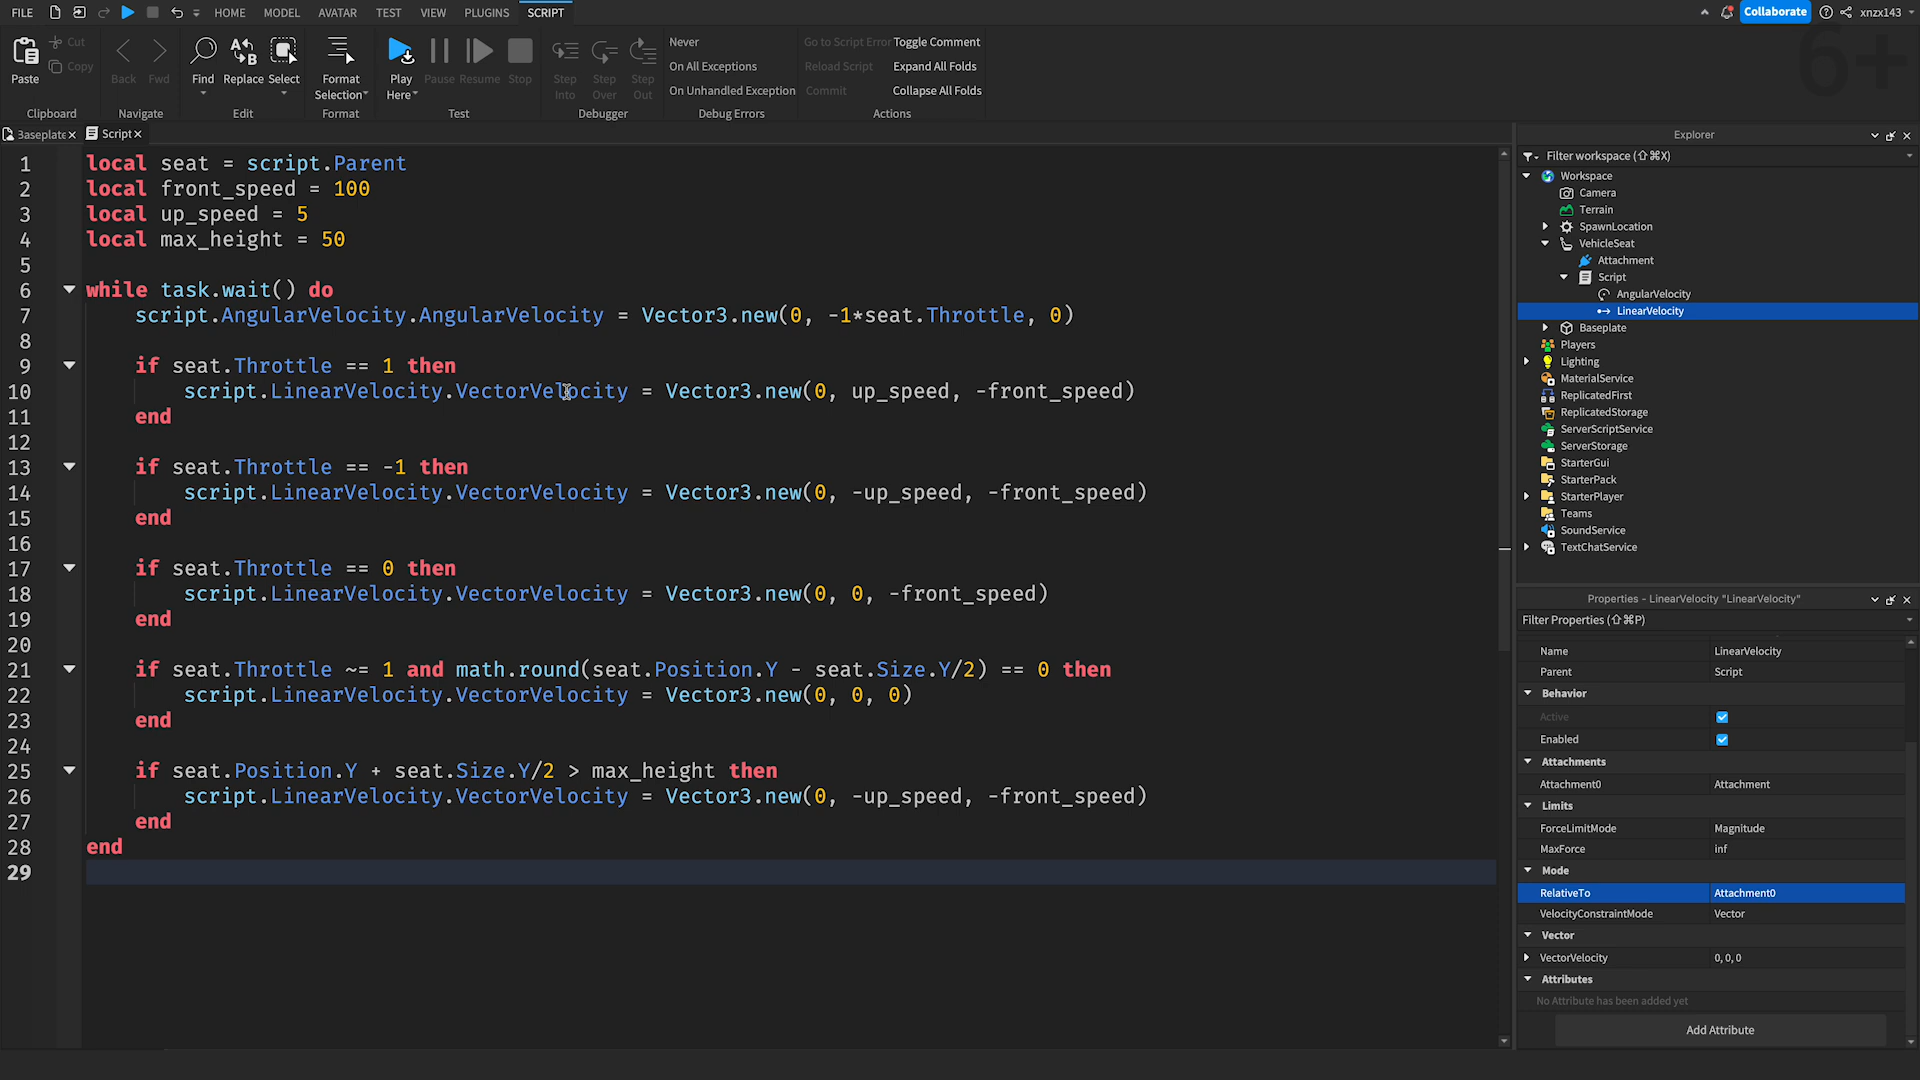 FILE HOME MODEL AVATAR TEST VIEW PLUGINS SCRIPT Collaborate xnzx143
6+
Paste Cut Copy Back Fwd Find Replace Select Format Selection Play Here Pause Resume Stop Step Into Step Over Step Out
Never
On All Exceptions
On Unhandled Exception
Go to Script Error Toggle Comment
Reload Script Expand All Folds
Commit Collapse All Folds
Clipboard Navigate Edit Format Test Debugger Debug Errors Actions
Baseplate Script
1 local seat = script.Parent
2 local front_speed = 100
3 local up_speed = 5
4 local max_height = 50
5
6 while task.wait() do
7 script.AngularVelocity.AngularVelocity = Vector3.new(0, -1*seat.Throttle, 0)
8
9 if seat.Throttle == 1 then
10 script.LinearVelocity.VectorVelocity = Vector3.new(0, up_speed, -front_speed)
11 end
12
13 if seat.Throttle == -1 then
14 script.LinearVelocity.VectorVelocity = Vector3.new(0, -up_speed, -front_speed)
15 end
16
17 if seat.Throttle == 0 then
18 script.LinearVelocity.VectorVelocity = Vector3.new(0, 0, -front_speed)
19 end
20
21 if seat.Throttle ~= 1 and math.round(seat.Position.Y - seat.Size.Y/2) == 0 then
22 script.LinearVelocity.VectorVelocity = Vector3.new(0, 0, 0)
23 end
24
25 if seat.Position.Y + seat.Size.Y/2 > max_height then
26 script.LinearVelocity.VectorVelocity = Vector3.new(0, -up_speed, -front_speed)
27 end
28 end
29
Explorer
Filter workspace (⇧⌘X)
Workspace
Camera
Terrain
SpawnLocation
VehicleSeat
Attachment
Script
AngularVelocity
LinearVelocity
Baseplate
Players
Lighting
MaterialService
ReplicatedFirst
ReplicatedStorage
ServerScriptService
ServerStorage
StarterGui
StarterPack
StarterPlayer
Teams
SoundService
TextChatService
Properties - LinearVelocity "LinearVelocity"
Filter Properties (⇧⌘P)
Name LinearVelocity
Parent Script
Behavior
Active
Enabled
Attachments
Attachment0 Attachment
Limits
ForceLimitMode Magnitude
MaxForce inf
Mode
RelativeTo Attachment0
VelocityConstraintMode Vector
Vector
VectorVelocity 0, 0, 0
Attributes
No Attribute has been added yet
Add Attribute